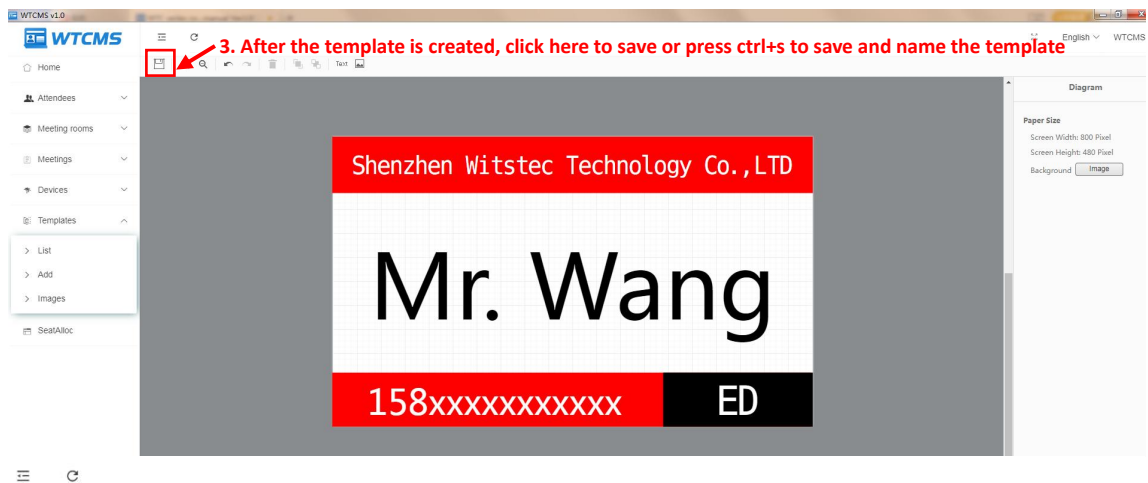 WTCMS v1.0
WTCMS
3. After the template is created, click here to save or press ctrl+s to save and name the template
English
WTCMS
Home
Text
Attendees
Diagram
Meeting rooms
Paper Size
Screen Width: 800 Pixel
Screen Height: 480 Pixel
Background Image
Meetings
Devices
Templates
List
Add
Images
SeatAlloc
Shenzhen Witstec Technology Co.,LTD
Mr. Wang
158xxxxxxxxxxx
ED